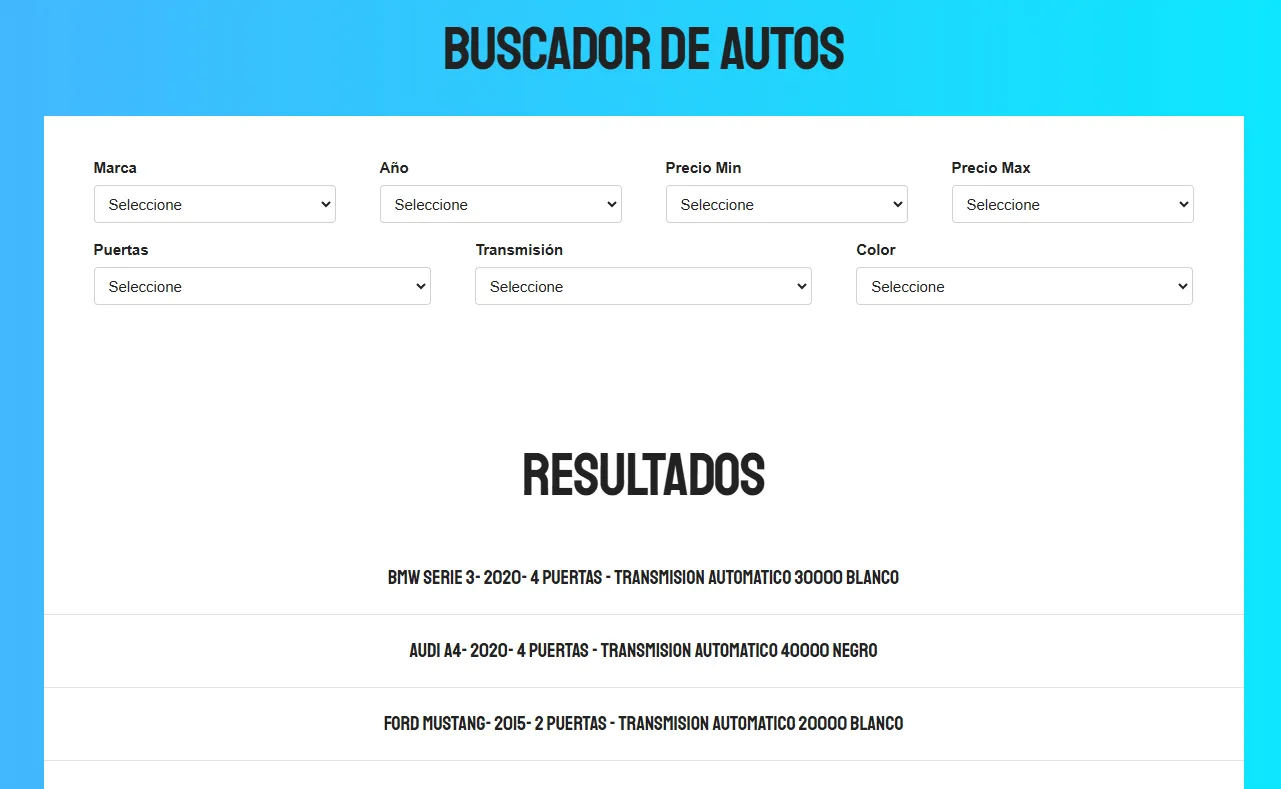 BUSCADOR DE AUTOS
Marca Año Precio Min Precio Max
Seleccione Seleccione Seleccione Seleccione
Puertas Transmisión Color
Seleccione Seleccione Seleccione
RESULTADOS
BMW SERIE 3- 2020- 4 PUERTAS - TRANSMISION AUTOMATICO 30000 BLANCO
AUDI A4- 2020- 4 PUERTAS - TRANSMISION AUTOMATICO 40000 NEGRO
FORD MUSTANG- 2015- 2 PUERTAS - TRANSMISION AUTOMATICO 20000 BLANCO